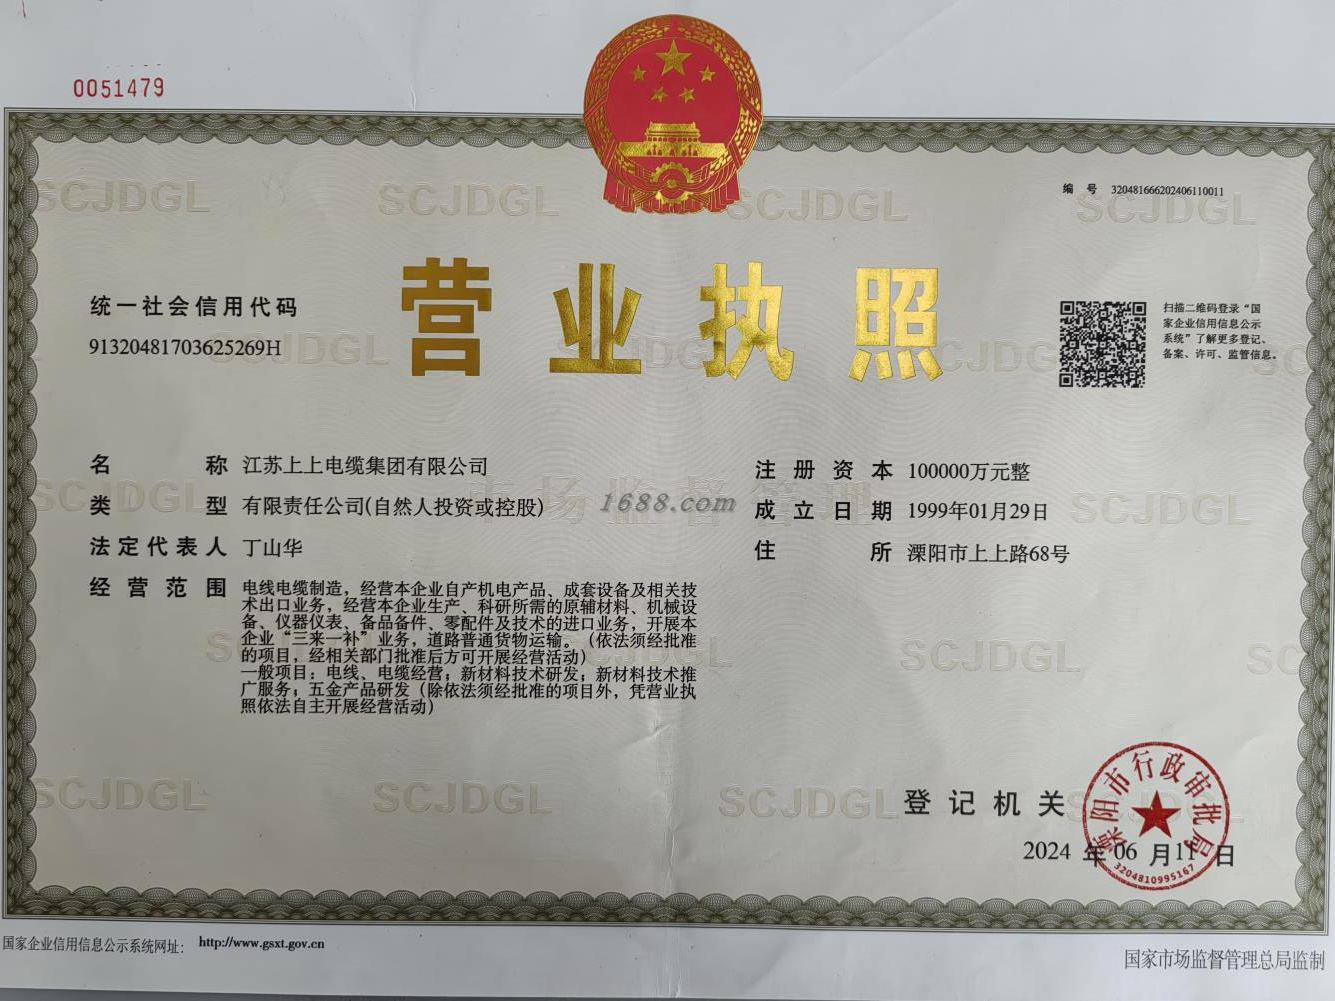 0051479
编 号 320481666202406110011
营业执照
统一社会信用代码
91320481703625269H
扫描二维码登录“国
家企业信用信息公示
系统”了解更多登记、
备案、许可、监管信息。
名 称 江苏上上电缆集团有限公司
类 型 有限责任公司(自然人投资或控股)
法定代表人 丁山华
经营范围 电线电缆制造，经营本企业自产机电产品、成套设备及相关技
术出口业务，经营本企业生产、科研所需的原辅材料、机械设
备、仪器仪表、备品备件、零配件及技术的进口业务，开展本
企业“三来一补”业务，道路普通货物运输。（依法须经批准
的项目，经相关部门批准后方可开展经营活动）
一般项目：电线、电缆经营；新材料技术研发；新材料技术推
广服务；五金产品研发（除依法须经批准的项目外，凭营业执
照依法自主开展经营活动）
注册资本 100000万元整
成立日期 1999年01月29日
住 所 溧阳市上上路68号
1688.com
市场监督管理
SCJDGL
登记机关
溧阳市行政审批局
3204810995167
2024 年 06 月 11 日
国家企业信用信息公示系统网址： http://www.gsxt.gov.cn
国家市场监督管理总局监制